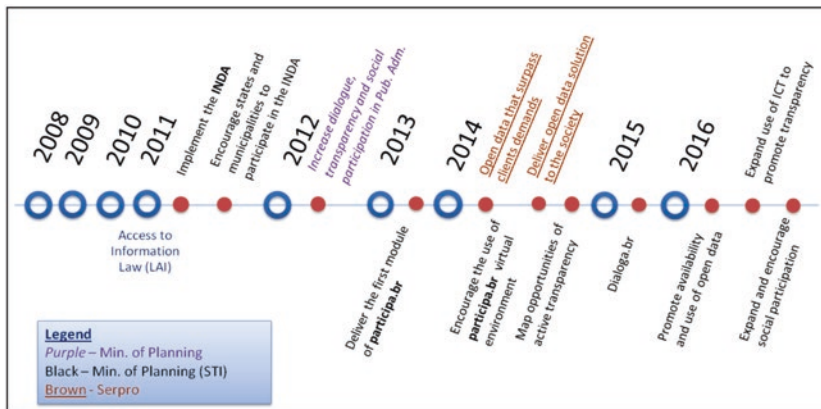 2008
2009
2010
2011
Access to
Information
Law (LAI)
Implement the INDA
Encourage states and
municipalities to
participate in the INDA
2012
Increase dialogue,
transparency and social
participation in Pub. Adm.
2013
Deliver the first module
of participa.br
2014
Open data that surpass
clients demands
Encourage the use of
participa.br virtual
environment
Deliver open data solution
to the society
Map opportunities of
active transparency
2015
Dialoga.br
2016
Promote availability
and use of open data
Expand use of ICT to
promote transparency
Expand and encourage
social participation
Legend
Purple – Min. of Planning
Black – Min. of Planning (STI)
Brown - Serpro